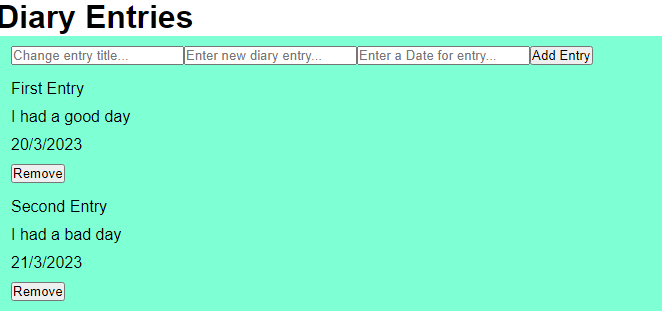 Diary Entries
Change entry title... Enter new diary entry... Enter a Date for entry... Add Entry
First Entry
I had a good day
20/3/2023
Remove
Second Entry
I had a bad day
21/3/2023
Remove